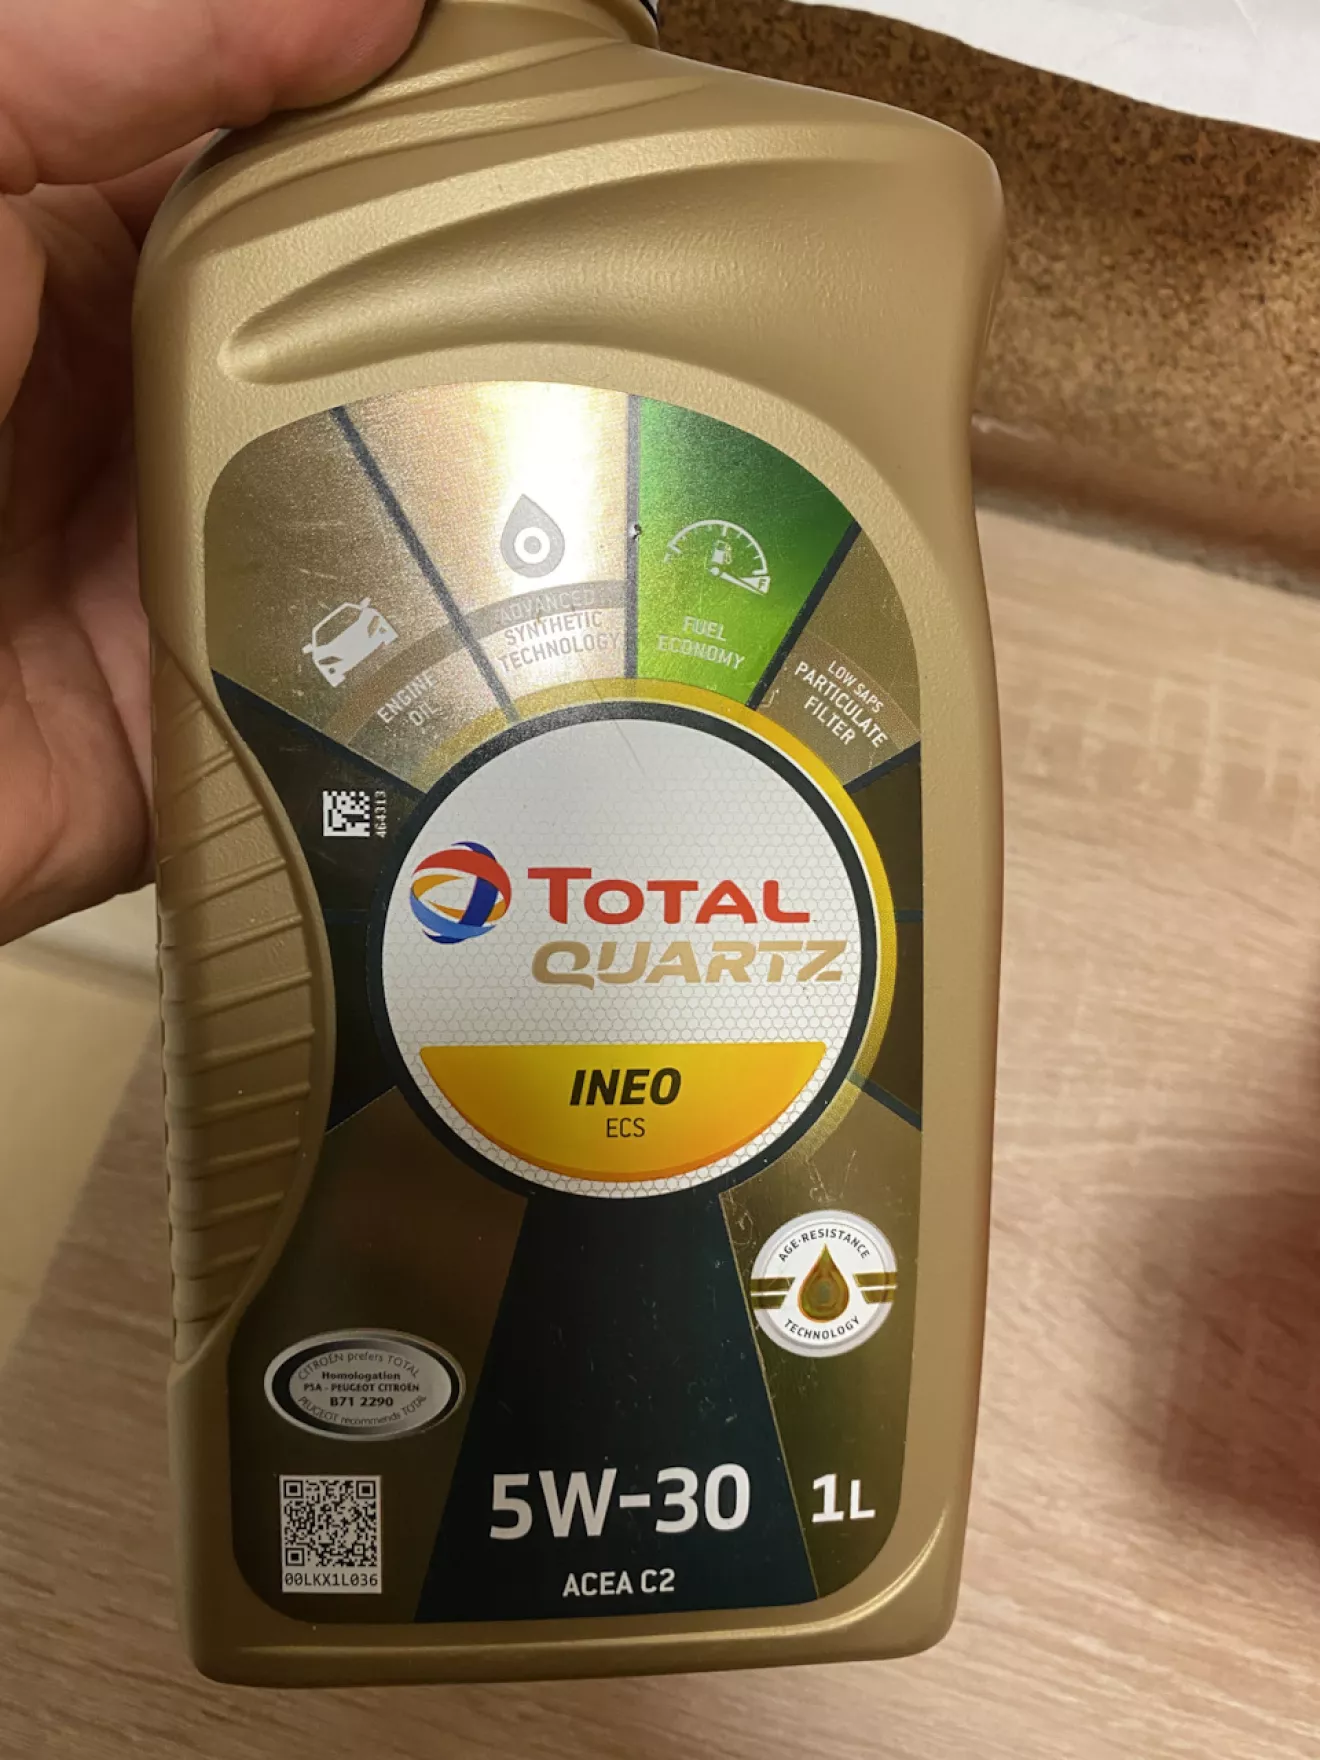 ENGINE
OIL
ADVANCED
SYNTHETIC
TECHNOLOGY
FUEL
ECONOMY
F
LOW SAPS
PARTICULATE
FILTER
464313
TOTAL
QUARTZ
INEO
ECS
AGE-RESISTANCE
TECHNOLOGY
CITROËN prefers TOTAL
Homologation
PSA - PEUGEOT CITROËN
B71 2290
PEUGEOT recommends TOTAL
00LKX1L036
5W-30
1L
ACEA C2